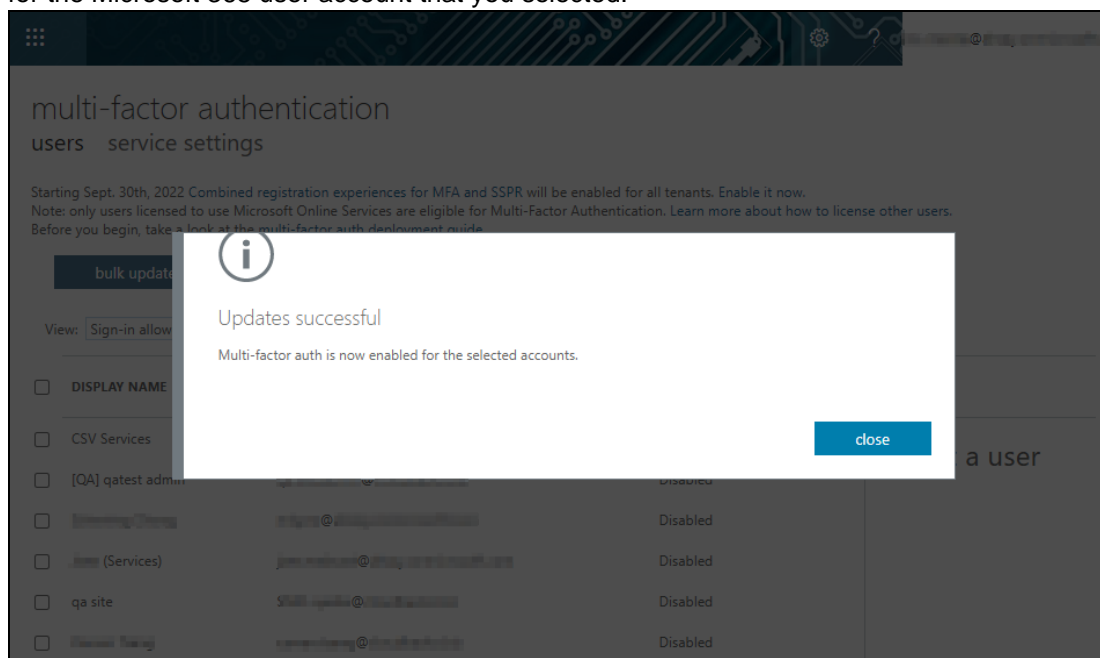 for the Microsoft 365 user account that you selected.
?
@
multi-factor authentication
users service settings
Starting Sept. 30th, 2022 Combined registration experiences for MFA and SSPR will be enabled for all tenants. Enable it now.
Note: only users licensed to use Microsoft Online Services are eligible for Multi-Factor Authentication. Learn more about how to license other users.
Before you begin, take a look at the multi-factor auth deployment guide
bulk update
i
Updates successful
Multi-factor auth is now enabled for the selected accounts.
close
View: Sign-in allow
DISPLAY NAME
CSV Services
a user
[QA] qatest admin @ Disabled
@ Disabled
(Services) @ Disabled
qa site @ Disabled
@ Disabled